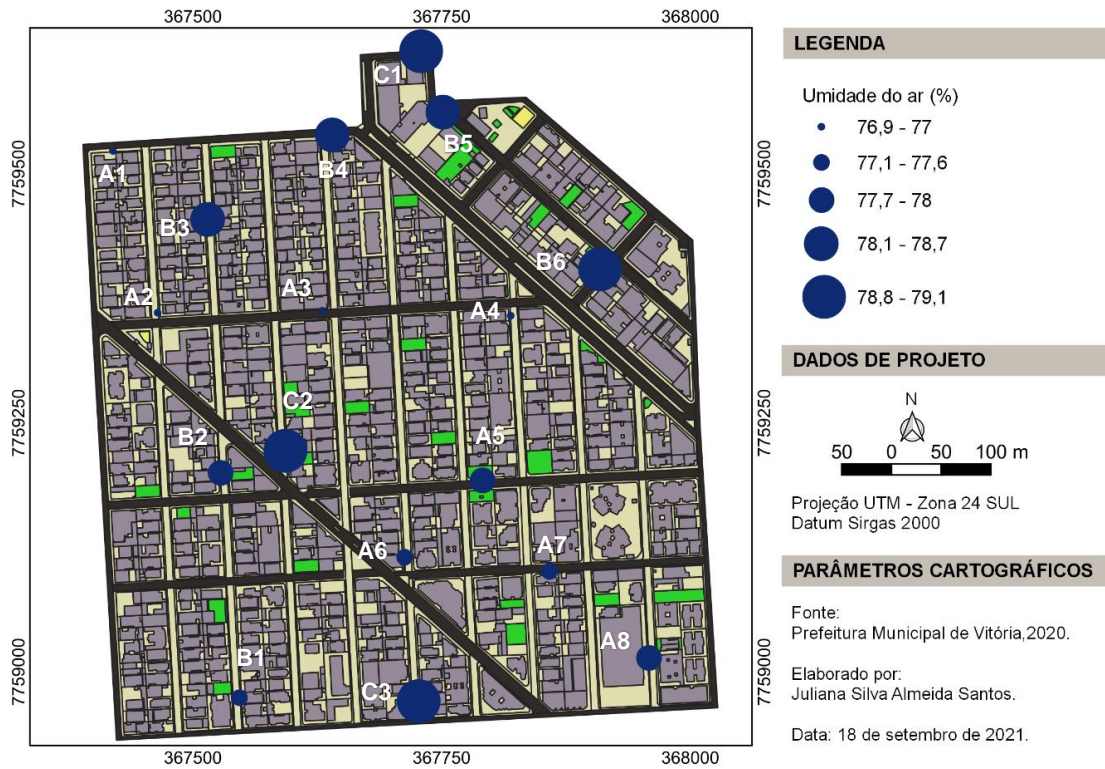 367500 367750 368000
7759500
7759250
7759000
C1
B5
B4
A1
B3
B6
A2
A3
A4
C2
B2
A5
A6
A7
A8
B1
C3
7759500
7759250
7759000
367500 367750 368000
LEGENDA
Umidade do ar (%)
76,9 - 77
77,1 - 77,6
77,7 - 78
78,1 - 78,7
78,8 - 79,1
DADOS DE PROJETO
N
50 0 50 100 m
Projeção UTM - Zona 24 SUL
Datum Sirgas 2000
PARÂMETROS CARTOGRÁFICOS
Fonte:
Prefeitura Municipal de Vitória,2020.
Elaborado por:
Juliana Silva Almeida Santos.
Data: 18 de setembro de 2021.